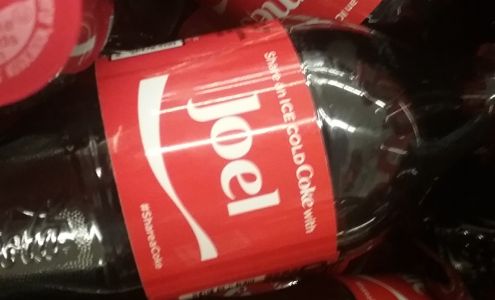 Share an ICE COLD Coke with
Joel
#ShareaCoke